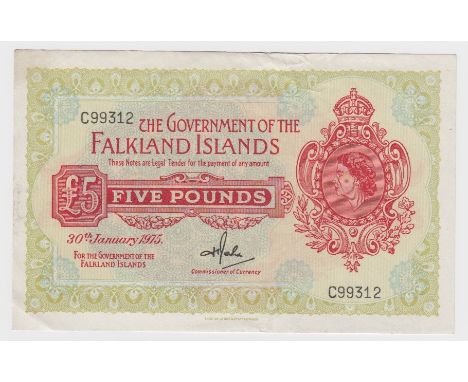 C99312
THE GOVERNMENT OF THE
FALKLAND ISLANDS
These Notes are Legal Tender for the payment of any amount
£5
FIVE POUNDS
30th January 1975.
FOR THE GOVERNMENT OF THE
FALKLAND ISLANDS
Commissioner of Currency
C99312